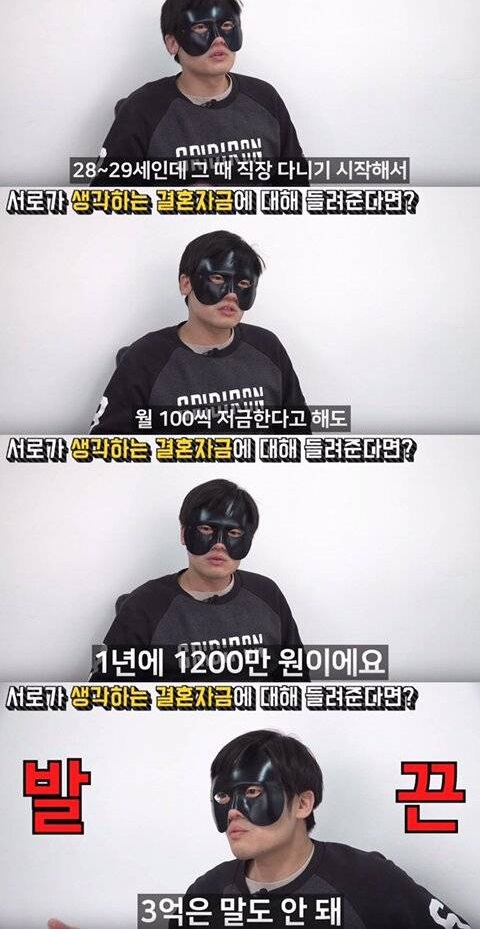 GRIDIRON
28~29세인데 그 때 직장 다니기 시작해서
서로가 생각하는 결혼자금에 대해 들려준다면?
GRIDIRON
월 100씩 저금한다고 해도
서로가 생각하는 결혼자금에 대해 들려준다면?
GRIDIRON
1년에 1200만 원이에요
서로가 생각하는 결혼자금에 대해 들려준다면?
발 끈
3억은 말도 안 돼